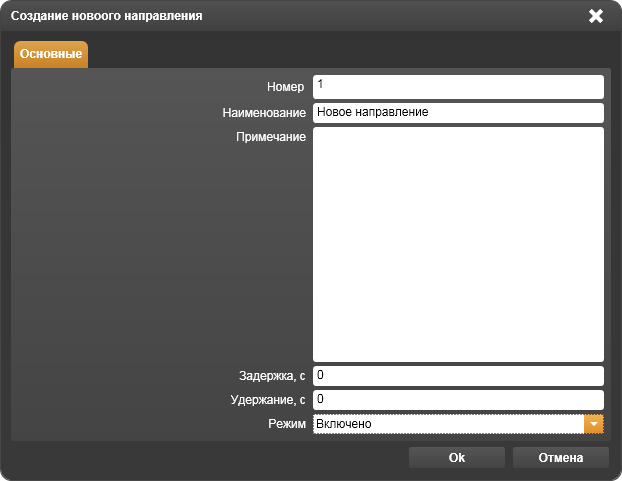 Создание новоого направления
Основные
Номер 1
Наименование Новое направление
Примечание
Задержка, с 0
Удержание, с 0
Режим Включено
Ok Отмена